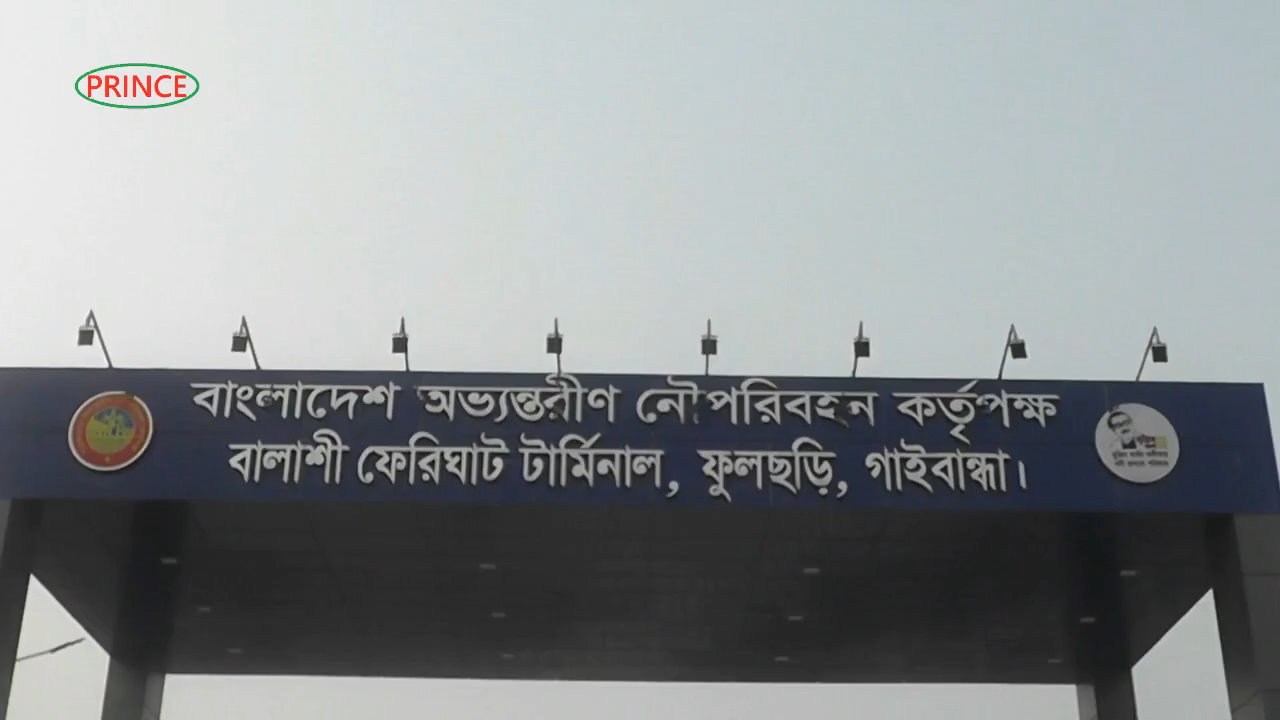 PRINCE
বাংলাদেশ অভ্যন্তরীণ নৌপরিবহন কর্তৃপক্ষ
বালাশী ফেরিঘাট টার্মিনাল, ফুলছড়ি, গাইবান্ধা।